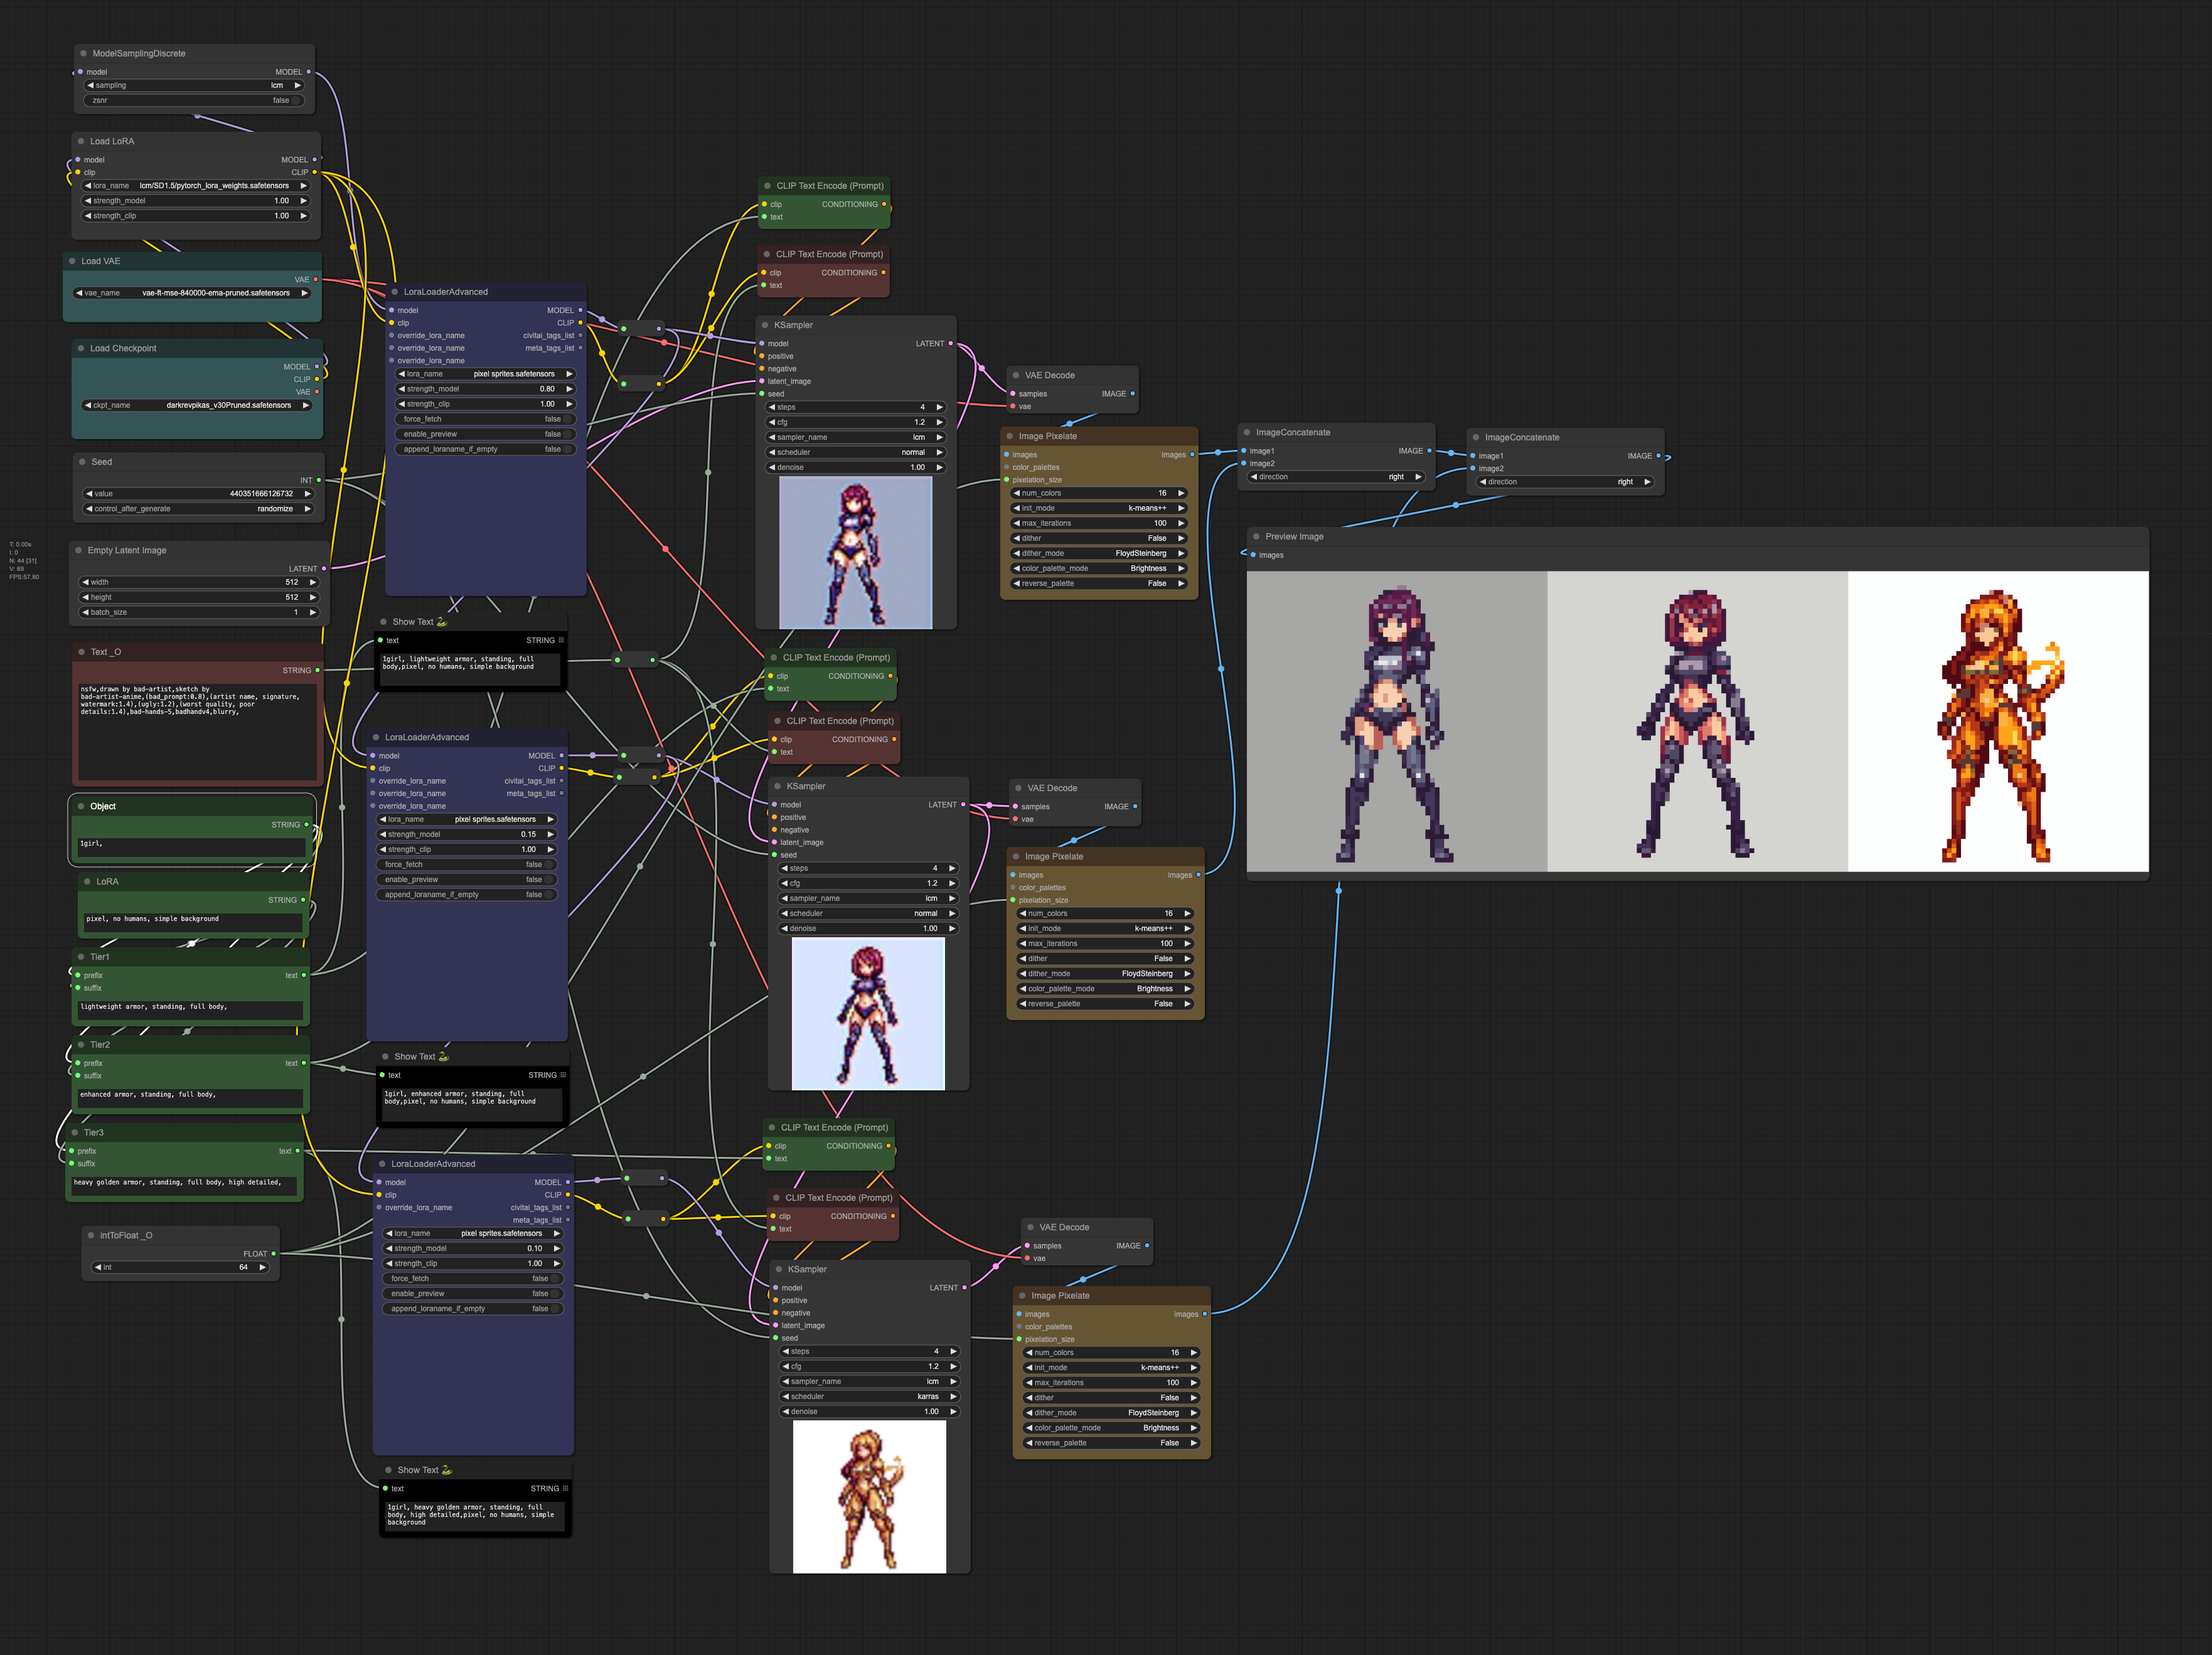 ModelSamplingDiscrete
model MODEL
sampling lcm
zsnr false
Load LoRA
model MODEL
clip CLIP
lora_name lcm/SD1.5/pytorch_lora_weights.safetensors
strength_model 1.00
strength_clip 1.00
Load VAE
VAE
vae_name vae-ft-mse-840000-ema-pruned.safetensors
Load Checkpoint
MODEL
CLIP
VAE
ckpt_name darkrevpikas_v30Pruned.safetensors
Seed
INT
value 440351666126732
control_after_generate randomize
T: 0.00s
I: 0
N: 44 [31]
V: 89
FPS:57.80
Empty Latent Image
LATENT
width 512
height 512
batch_size 1
Text _O
STRING
nsfw,drawn by bad-artist,sketch by
bad-artist-anime,(bad_prompt:0.8),(artist name, signature,
watermark:1.4),(ugly:1.2),(worst quality, poor
details:1.4),bad-hands-5,badhandv4,blurry,
Object
STRING
1girl,
LoRA
STRING
pixel, no humans, simple background
Tier1
prefix text
suffix
lightweight armor, standing, full body,
Tier2
prefix text
suffix
enhanced armor, standing, full body,
Tier3
prefix text
suffix
heavy golden armor, standing, full body, high detailed,
intToFloat _O
FLOAT
int 64
LoraLoaderAdvanced
model MODEL
clip CLIP
override_lora_name civitai_tags_list
override_lora_name meta_tags_list
override_lora_name
lora_name pixel sprites.safetensors
strength_model 0.80
strength_clip 1.00
force_fetch false
enable_preview false
append_loraname_if_empty false
Show Text 🐍
text STRING
1girl, lightweight armor, standing, full
body,pixel, no humans, simple background
LoraLoaderAdvanced
model MODEL
clip CLIP
override_lora_name civitai_tags_list
override_lora_name meta_tags_list
override_lora_name
lora_name pixel sprites.safetensors
strength_model 0.15
strength_clip 1.00
force_fetch false
enable_preview false
append_loraname_if_empty false
Show Text 🐍
text STRING
1girl, enhanced armor, standing, full
body,pixel, no humans, simple background
LoraLoaderAdvanced
model MODEL
clip CLIP
override_lora_name civitai_tags_list
meta_tags_list
lora_name pixel sprites.safetensors
strength_model 0.10
strength_clip 1.00
force_fetch false
enable_preview false
append_loraname_if_empty false
Show Text 🐍
text STRING
1girl, heavy golden armor, standing, full
body, high detailed,pixel, no humans, simple
background
CLIP Text Encode (Prompt)
clip CONDITIONING
text
CLIP Text Encode (Prompt)
clip CONDITIONING
text
KSampler
model LATENT
positive
negative
latent_image
seed
steps 4
cfg 1.2
sampler_name lcm
scheduler normal
denoise 1.00
CLIP Text Encode (Prompt)
clip CONDITIONING
text
CLIP Text Encode (Prompt)
clip CONDITIONING
text
KSampler
model LATENT
positive
negative
latent_image
seed
steps 4
cfg 1.2
sampler_name lcm
scheduler normal
denoise 1.00
CLIP Text Encode (Prompt)
clip CONDITIONING
text
CLIP Text Encode (Prompt)
clip CONDITIONING
text
KSampler
model LATENT
positive
negative
latent_image
seed
steps 4
cfg 1.2
sampler_name lcm
scheduler karras
denoise 1.00
VAE Decode
samples IMAGE
vae
Image Pixelate
images images
color_palettes
pixelation_size
num_colors 16
init_mode k-means++
max_iterations 100
dither False
dither_mode FloydSteinberg
color_palette_mode Brightness
reverse_palette False
VAE Decode
samples IMAGE
vae
Image Pixelate
images images
color_palettes
pixelation_size
num_colors 16
init_mode k-means++
max_iterations 100
dither False
dither_mode FloydSteinberg
color_palette_mode Brightness
reverse_palette False
VAE Decode
samples IMAGE
vae
Image Pixelate
images images
color_palettes
pixelation_size
num_colors 16
init_mode k-means++
max_iterations 100
dither False
dither_mode FloydSteinberg
color_palette_mode Brightness
reverse_palette False
ImageConcatenate
image1 IMAGE
image2
direction right
ImageConcatenate
image1 IMAGE
image2
direction right
Preview Image
images